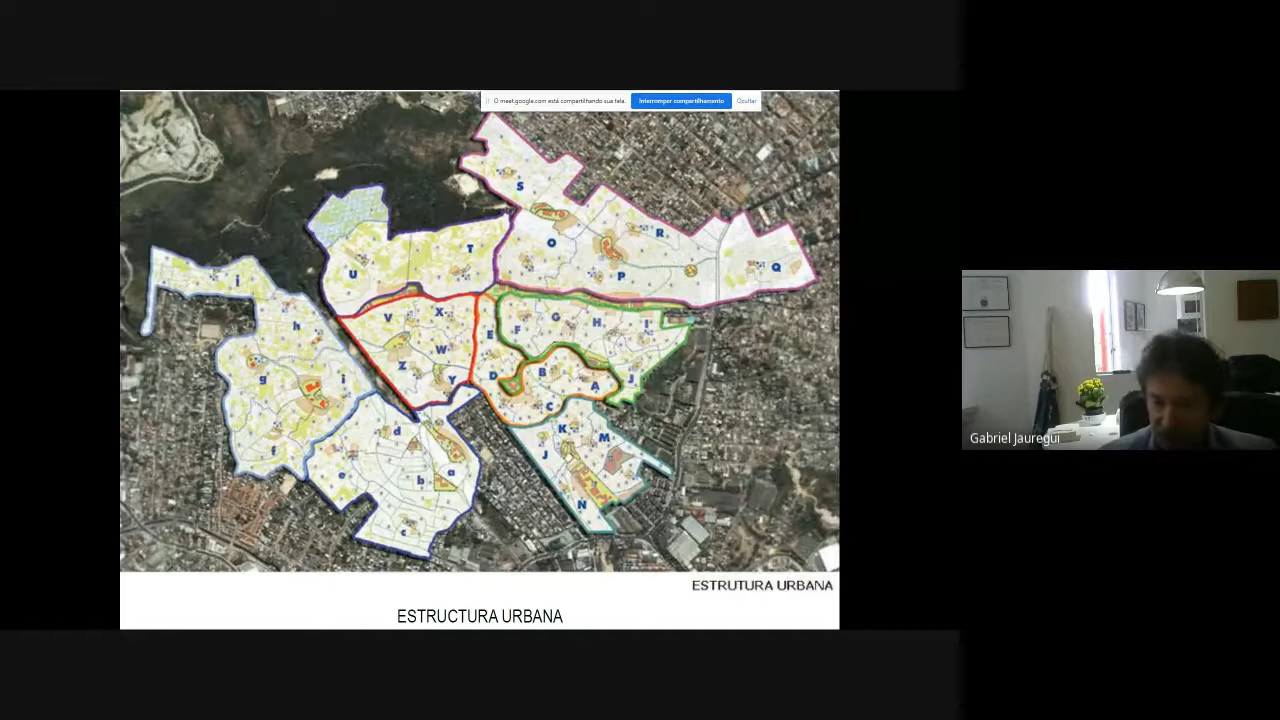 O meet.google.com está compartilhando sua tela.
Interromper compartilhamento
Ocultar
S
R
O
T
P
Q
U
j
V
X
G
H
I
F
h
E
W
Z
B
D
g
i
Y
A
J
C
K
M
d
f
J
a
e
b
N
c
Gabriel Jauregui
ESTRUTURA URBANA
ESTRUCTURA URBANA